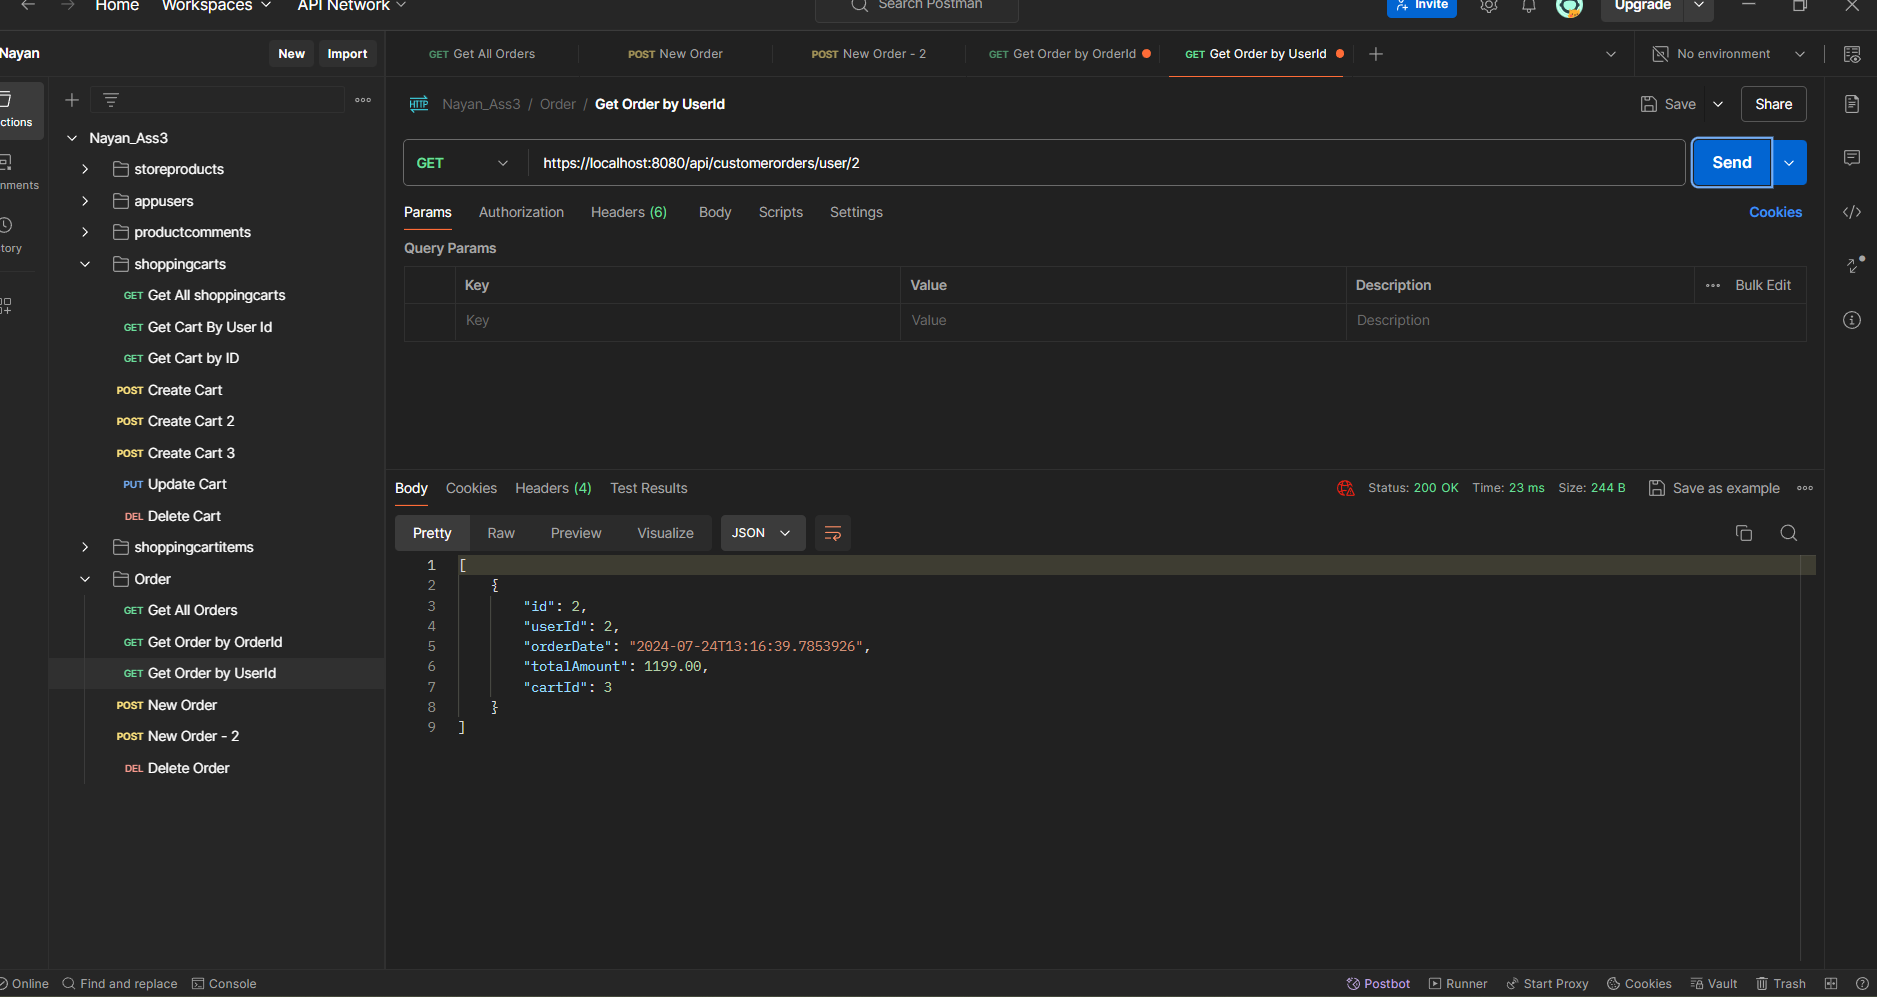 Home Workspaces API Network Search Postman Invite Upgrade
Nayan New Import
GET Get All Orders POST New Order POST New Order - 2 GET Get Order by OrderId GET Get Order by UserId No environment
Nayan_Ass3 / Order / Get Order by UserId Save Share
HTTP
ctions
nments
tory
Nayan_Ass3
storeproducts
appusers
productcomments
shoppingcarts
GET Get All shoppingcarts
GET Get Cart By User Id
GET Get Cart by ID
POST Create Cart
POST Create Cart 2
POST Create Cart 3
PUT Update Cart
DEL Delete Cart
shoppingcartitems
Order
GET Get All Orders
GET Get Order by OrderId
GET Get Order by UserId
POST New Order
POST New Order - 2
DEL Delete Order
GET https://localhost:8080/api/customerorders/user/2 Send
Params Authorization Headers (6) Body Scripts Settings Cookies
Query Params
Key Value Description Bulk Edit
Key Value Description
Body Cookies Headers (4) Test Results Status: 200 OK Time: 23 ms Size: 244 B Save as example
Pretty Raw Preview Visualize JSON
1 [
2 {
3 "id": 2,
4 "userId": 2,
5 "orderDate": "2024-07-24T13:16:39.7853926",
6 "totalAmount": 1199.00,
7 "cartId": 3
8 }
9 ]
Online Find and replace Console Postbot Runner Start Proxy Cookies Vault Trash